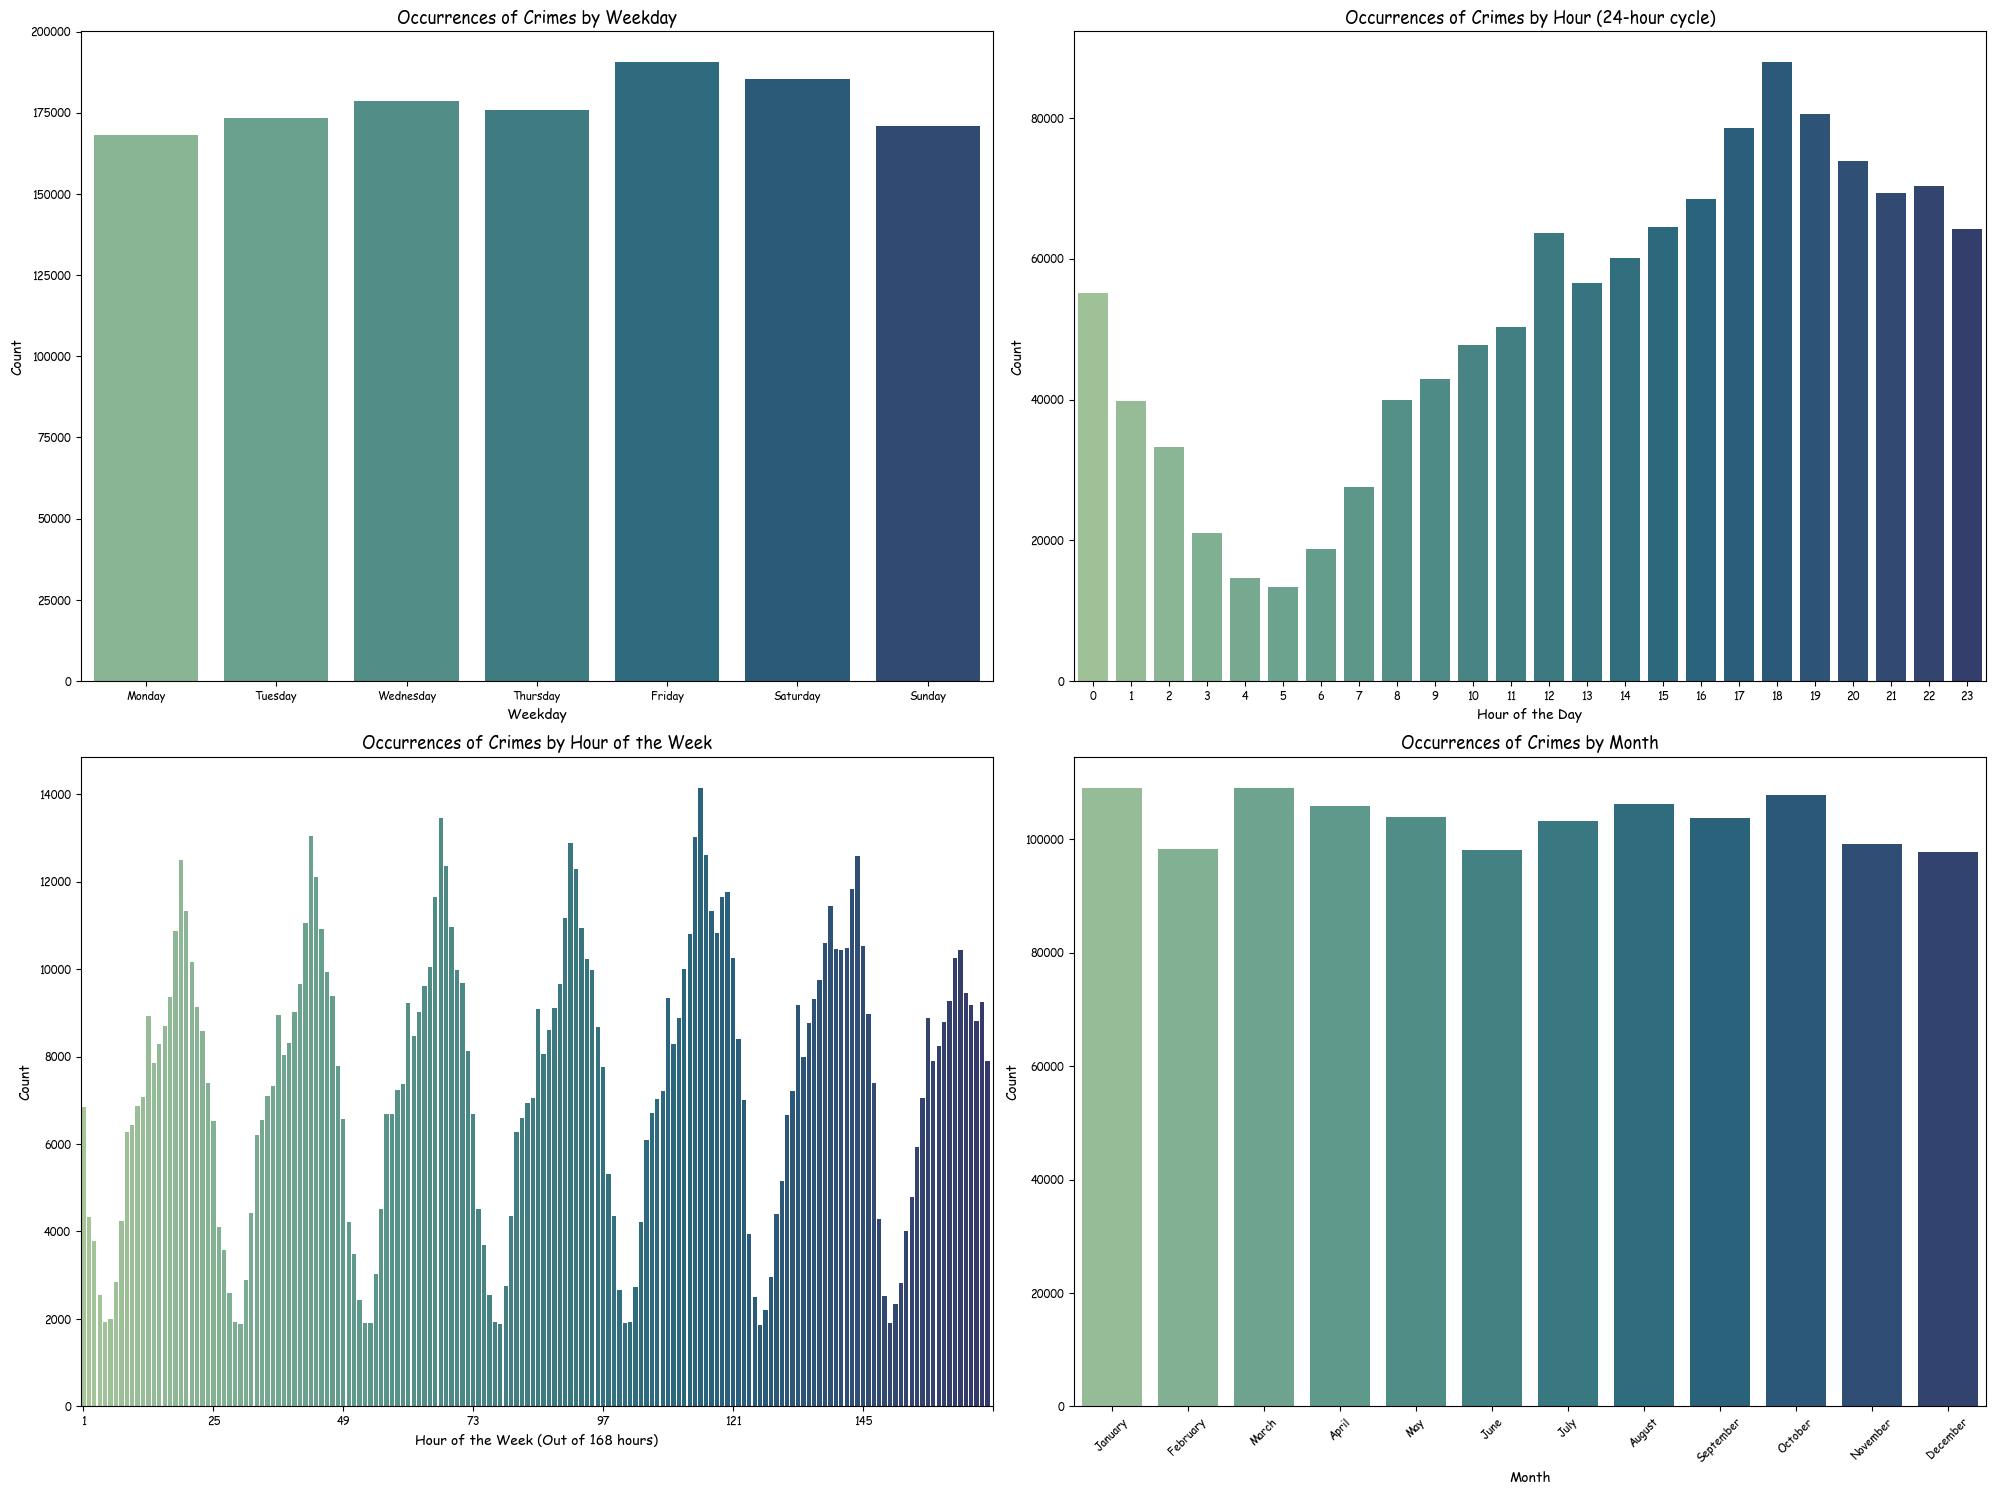 Occurrences of Crimes by Weekday
200000
175000
150000
125000
100000
75000
50000
25000
0
Count
Monday Tuesday Wednesday Thursday Friday Saturday Sunday
Weekday
Occurrences of Crimes by Hour (24-hour cycle)
80000
60000
40000
20000
0
Count
0 1 2 3 4 5 6 7 8 9 10 11 12 13 14 15 16 17 18 19 20 21 22 23
Hour of the Day
Occurrences of Crimes by Hour of the Week
14000
12000
10000
8000
6000
4000
2000
0
Count
1 25 49 73 97 121 145
Hour of the Week (Out of 168 hours)
Occurrences of Crimes by Month
100000
80000
60000
40000
20000
0
Count
January February March April May June July August September October November December
Month